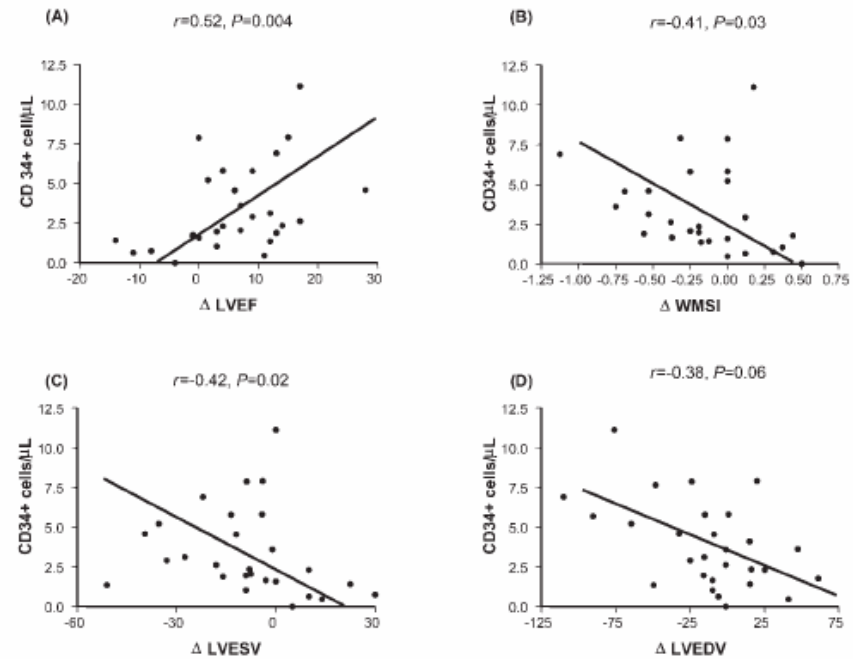 (A)
r=0.52, P=0.004
CD 34+ cell/µL
12.5
10.0
7.5
5.0
2.5
0.0
-20 -10 0 10 20 30
Δ LVEF
(B)
r=-0.41, P=0.03
CD34+ cells/µL
12.5
10.0
7.5
5.0
2.5
0.0
-1.25 -1.00 -0.75 -0.50 -0.25 0.00 0.25 0.50 0.75
Δ WMSI
(C)
r=-0.42, P=0.02
CD34+ cells/µL
12.5
10.0
7.5
5.0
2.5
0.0
-60 -30 0 30
Δ LVESV
(D)
r=-0.38, P=0.06
CD34+ cells/µL
12.5
10.0
7.5
5.0
2.5
0.0
-125 -75 -25 25 75
Δ LVEDV